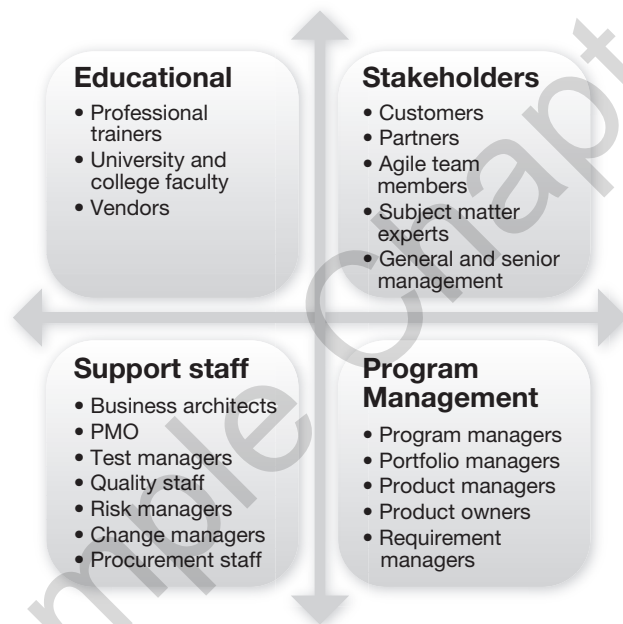 Educational
• Professional
trainers
• University and
college faculty
• Vendors
Stakeholders
• Customers
• Partners
• Agile team
members
• Subject matter
experts
• General and senior
management
Support staff
• Business architects
• PMO
• Test managers
• Quality staff
• Risk managers
• Change managers
• Procurement staff
Program
Management
• Program managers
• Portfolio managers
• Product managers
• Product owners
• Requirement
managers
mple Chapt